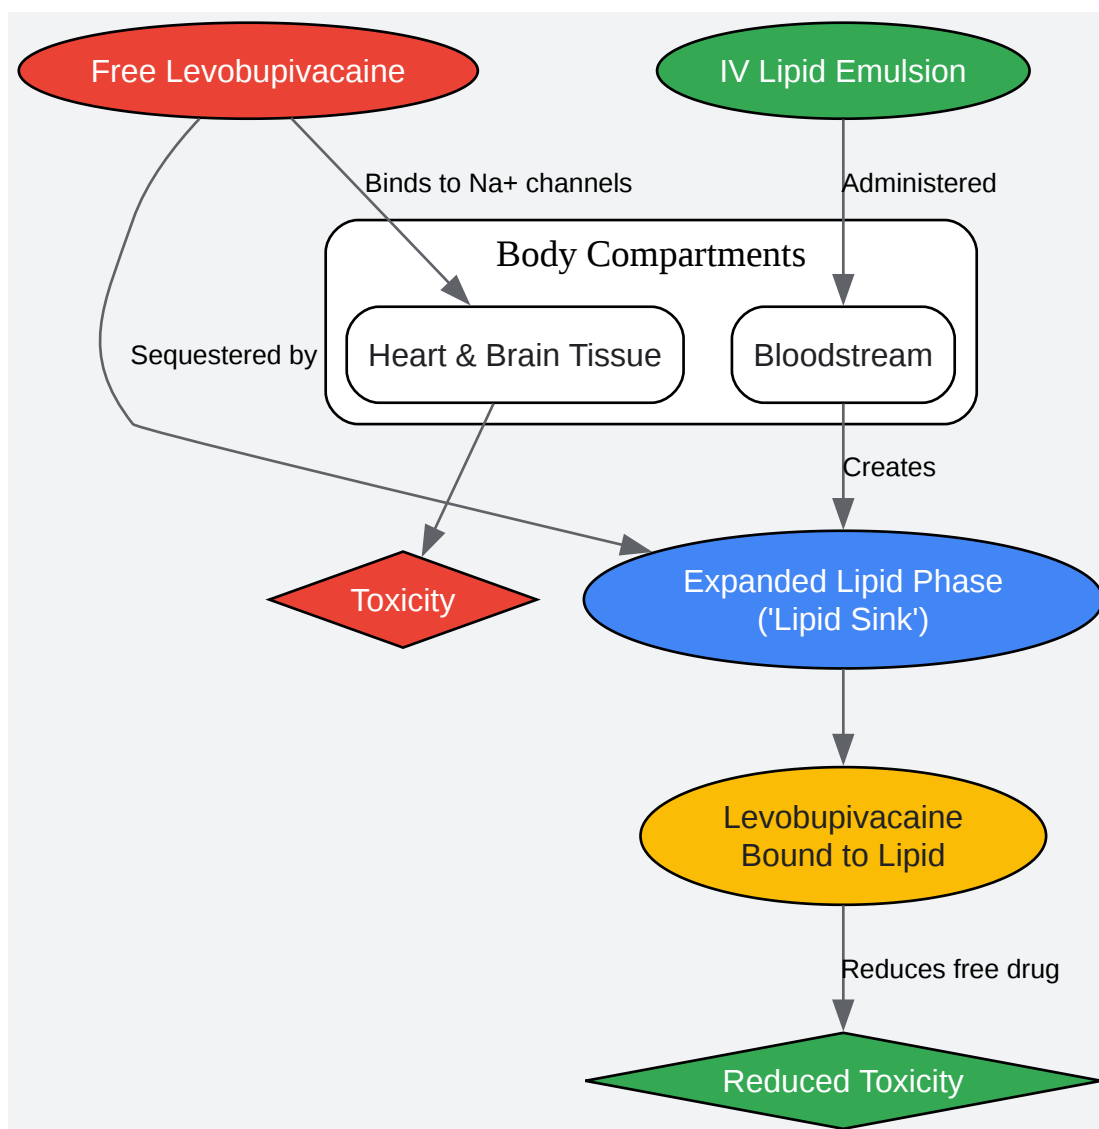 Free Levobupivacaine
IV Lipid Emulsion
Binds to Na+ channels
Administered
Body Compartments
Sequestered by
Heart & Brain Tissue
Bloodstream
Creates
Toxicity
Expanded Lipid Phase
('Lipid Sink')
Levobupivacaine
Bound to Lipid
Reduces free drug
Reduced Toxicity